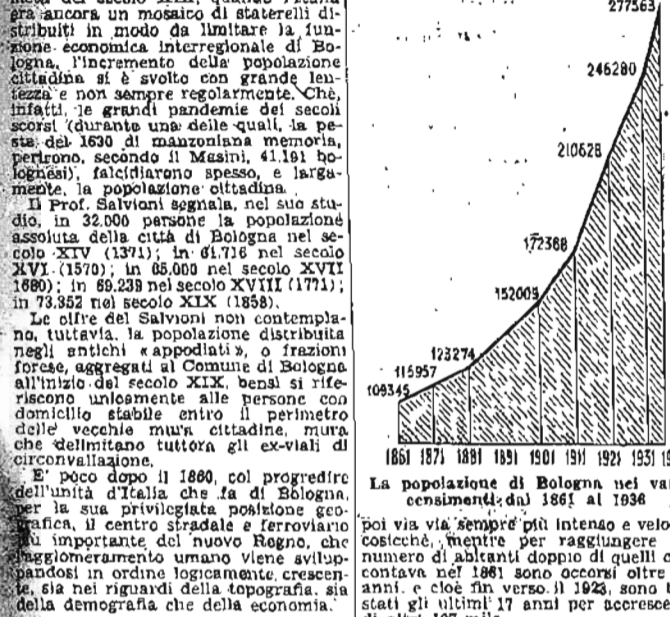 era ancora un mosaico di staterelli di-
stribuiti in modo da limitare la fun-
zione economica interregionale di Bo-
logna, l'incremento della popolazione
cittadina si è svolto con grande len-
tezza e non sempre regolarmente. Chè,
infatti, le grandi pandemie dei secoli
scorsi (durante una delle quali, la pe-
ste del 1630 di manzoniana memoria,
perirono, secondo il Masini, 41.191 bo-
lognesi), falcidiarono spesso, e larga-
mente, la popolazione cittadina.
Il Prof. Salvioni segnala, nel suo stu-
dio, in 32.000 persone la popolazione
assoluta della città di Bologna nel se-
colo XIV (1371); in 61.716 nel secolo
XVI (1570); in 65.000 nel secolo XVII
1680); in 69.239 nel secolo XVIII (1771);
in 73.352 nel secolo XIX (1858).
Le cifre del Salvioni non contempla-
no, tuttavia, la popolazione distribuita
negli antichi «appodiati», o frazioni
forese, aggregati al Comune di Bologna
all'inizio del secolo XIX, bensì si rife-
riscono unicamente alle persone con
domicilio stabile entro il perimetro
delle vecchie mura cittadine, mura
che delimitano tuttora gli ex-viali di
circonvallazione.
E' poco dopo il 1860, col progredire
dell'unità d'Italia che fa di Bologna,
per la sua privilegiata posizione geo-
grafica, il centro stradale e ferroviario
più importante del nuovo Regno, che
l'agglomeramento umano viene svilup-
pandosi in ordine logicamente crescen-
te, sia nei riguardi della topografia, sia
della demografia che della economia.
277563
246280
210628
172368
152009
123274
115957
109345
1861 1871 1881 1891 1901 1911 1921 1931
La popolazione di Bologna nei
censimenti dal 1861 al 1936
poi via via sempre più intenso e
cosicchè, mentre per raggiungere
numero di abitanti doppio di quelli
contava nel 1861 sono occorsi oltre
anni, e cioè fin verso il 1923, sono
stati gli ultimi 17 anni per